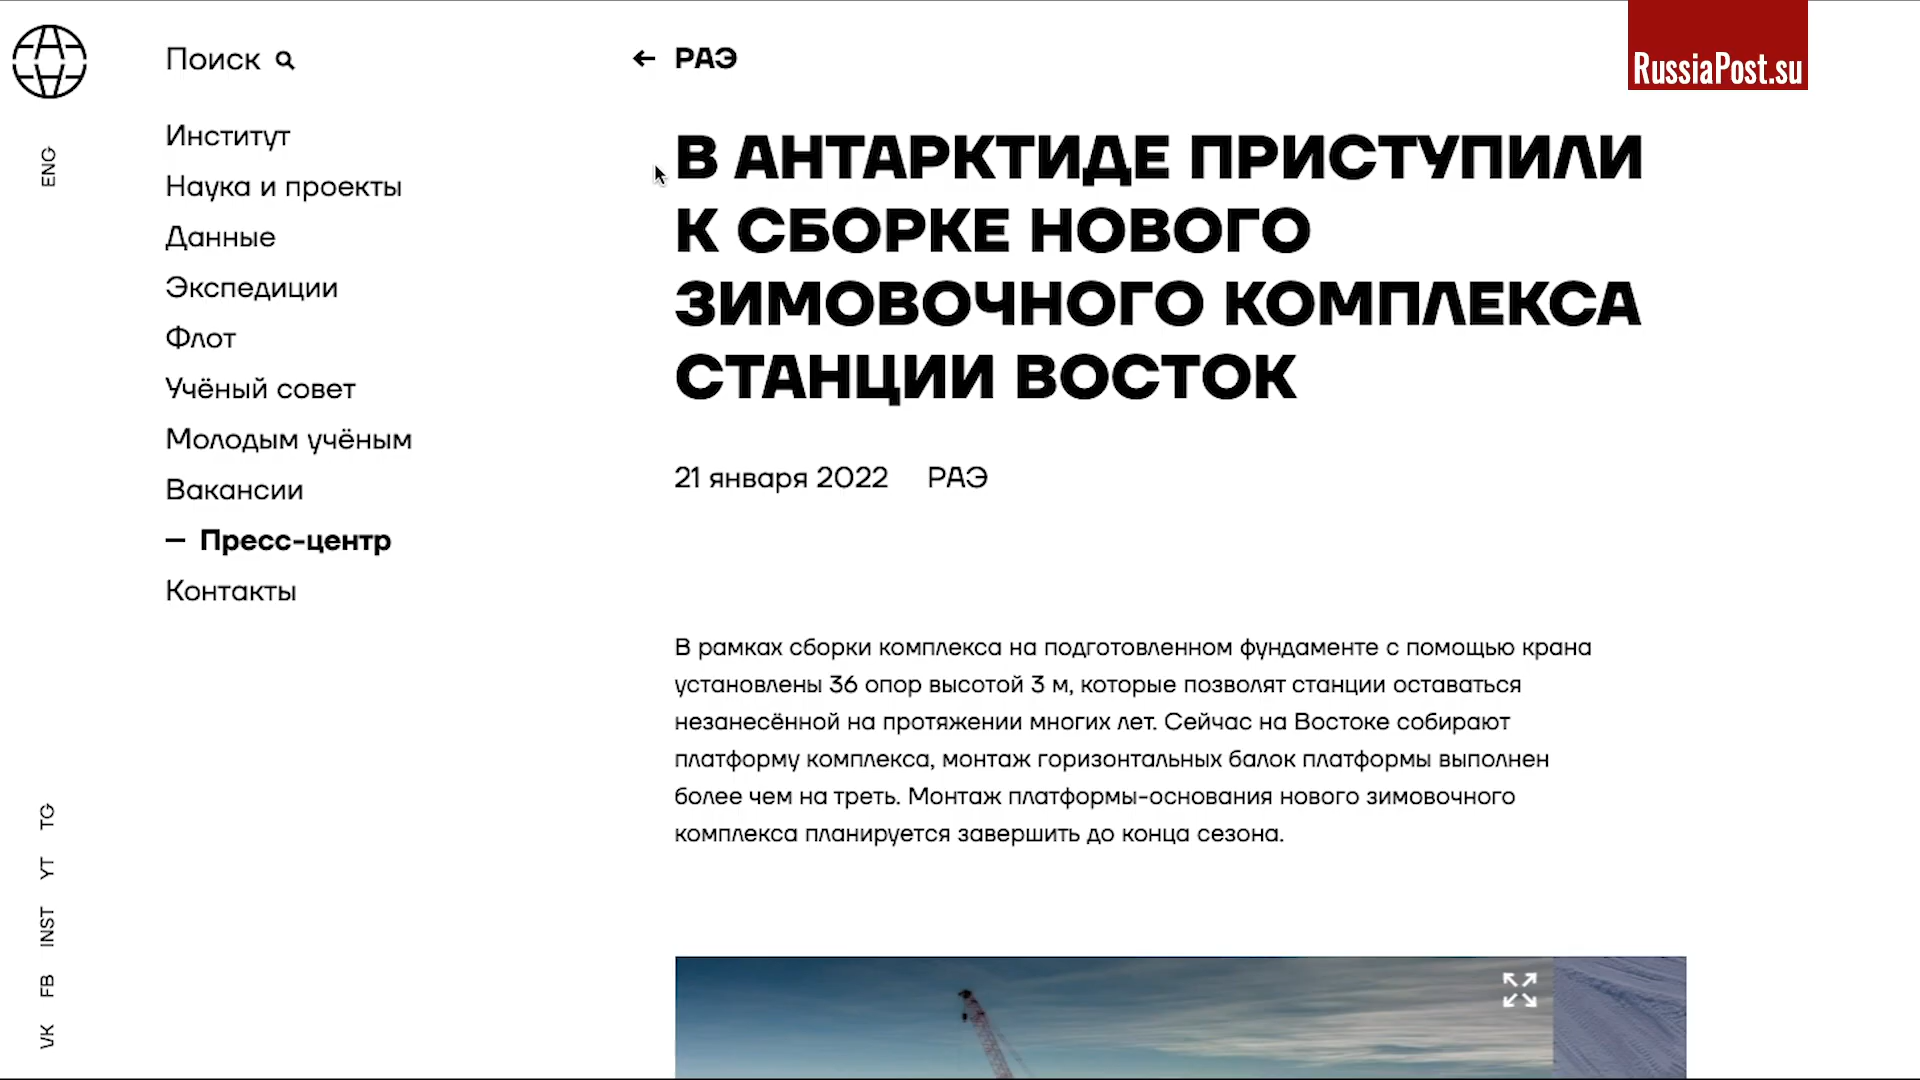 Поиск
ENG
Институт
Наука и проекты
Данные
Экспедиции
Флот
Учёный совет
Молодым учёным
Вакансии
— Пресс-центр
Контакты
TG
YT
INST
FB
VK
← РАЭ
RussiaPost.su
В АНТАРКТИДЕ ПРИСТУПИЛИ
К СБОРКЕ НОВОГО
ЗИМОВОЧНОГО КОМПЛЕКСА
СТАНЦИИ ВОСТОК
21 января 2022 РАЭ
В рамках сборки комплекса на подготовленном фундаменте с помощью крана
установлены 36 опор высотой 3 м, которые позволят станции оставаться
незанесённой на протяжении многих лет. Сейчас на Востоке собирают
платформу комплекса, монтаж горизонтальных балок платформы выполнен
более чем на треть. Монтаж платформы-основания нового зимовочного
комплекса планируется завершить до конца сезона.